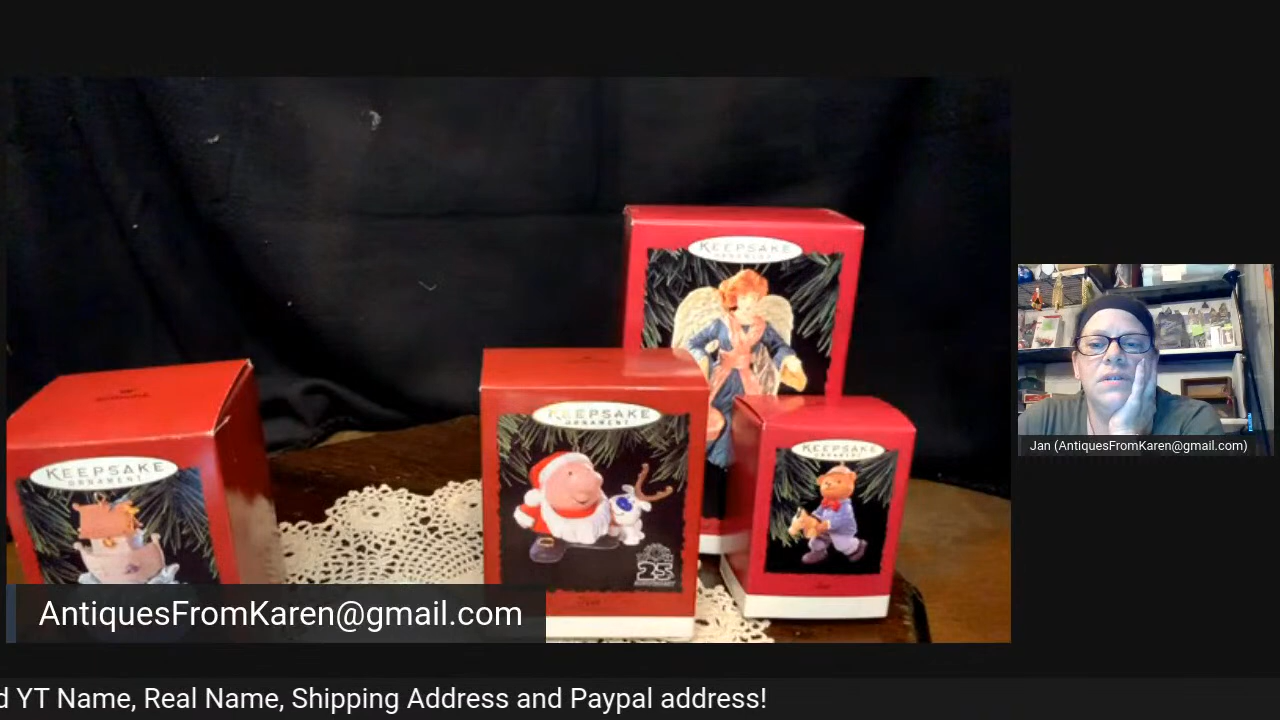 KEEPSAKE
ORNAMENT
KEEPSAKE
ORNAMENT
25
KEEPSAKE
ORNAMENT
KEEPSAKE
ORNAMENT
Jan (AntiquesFromKaren@gmail.com)
AntiquesFromKaren@gmail.com
d YT Name, Real Name, Shipping Address and Paypal address!